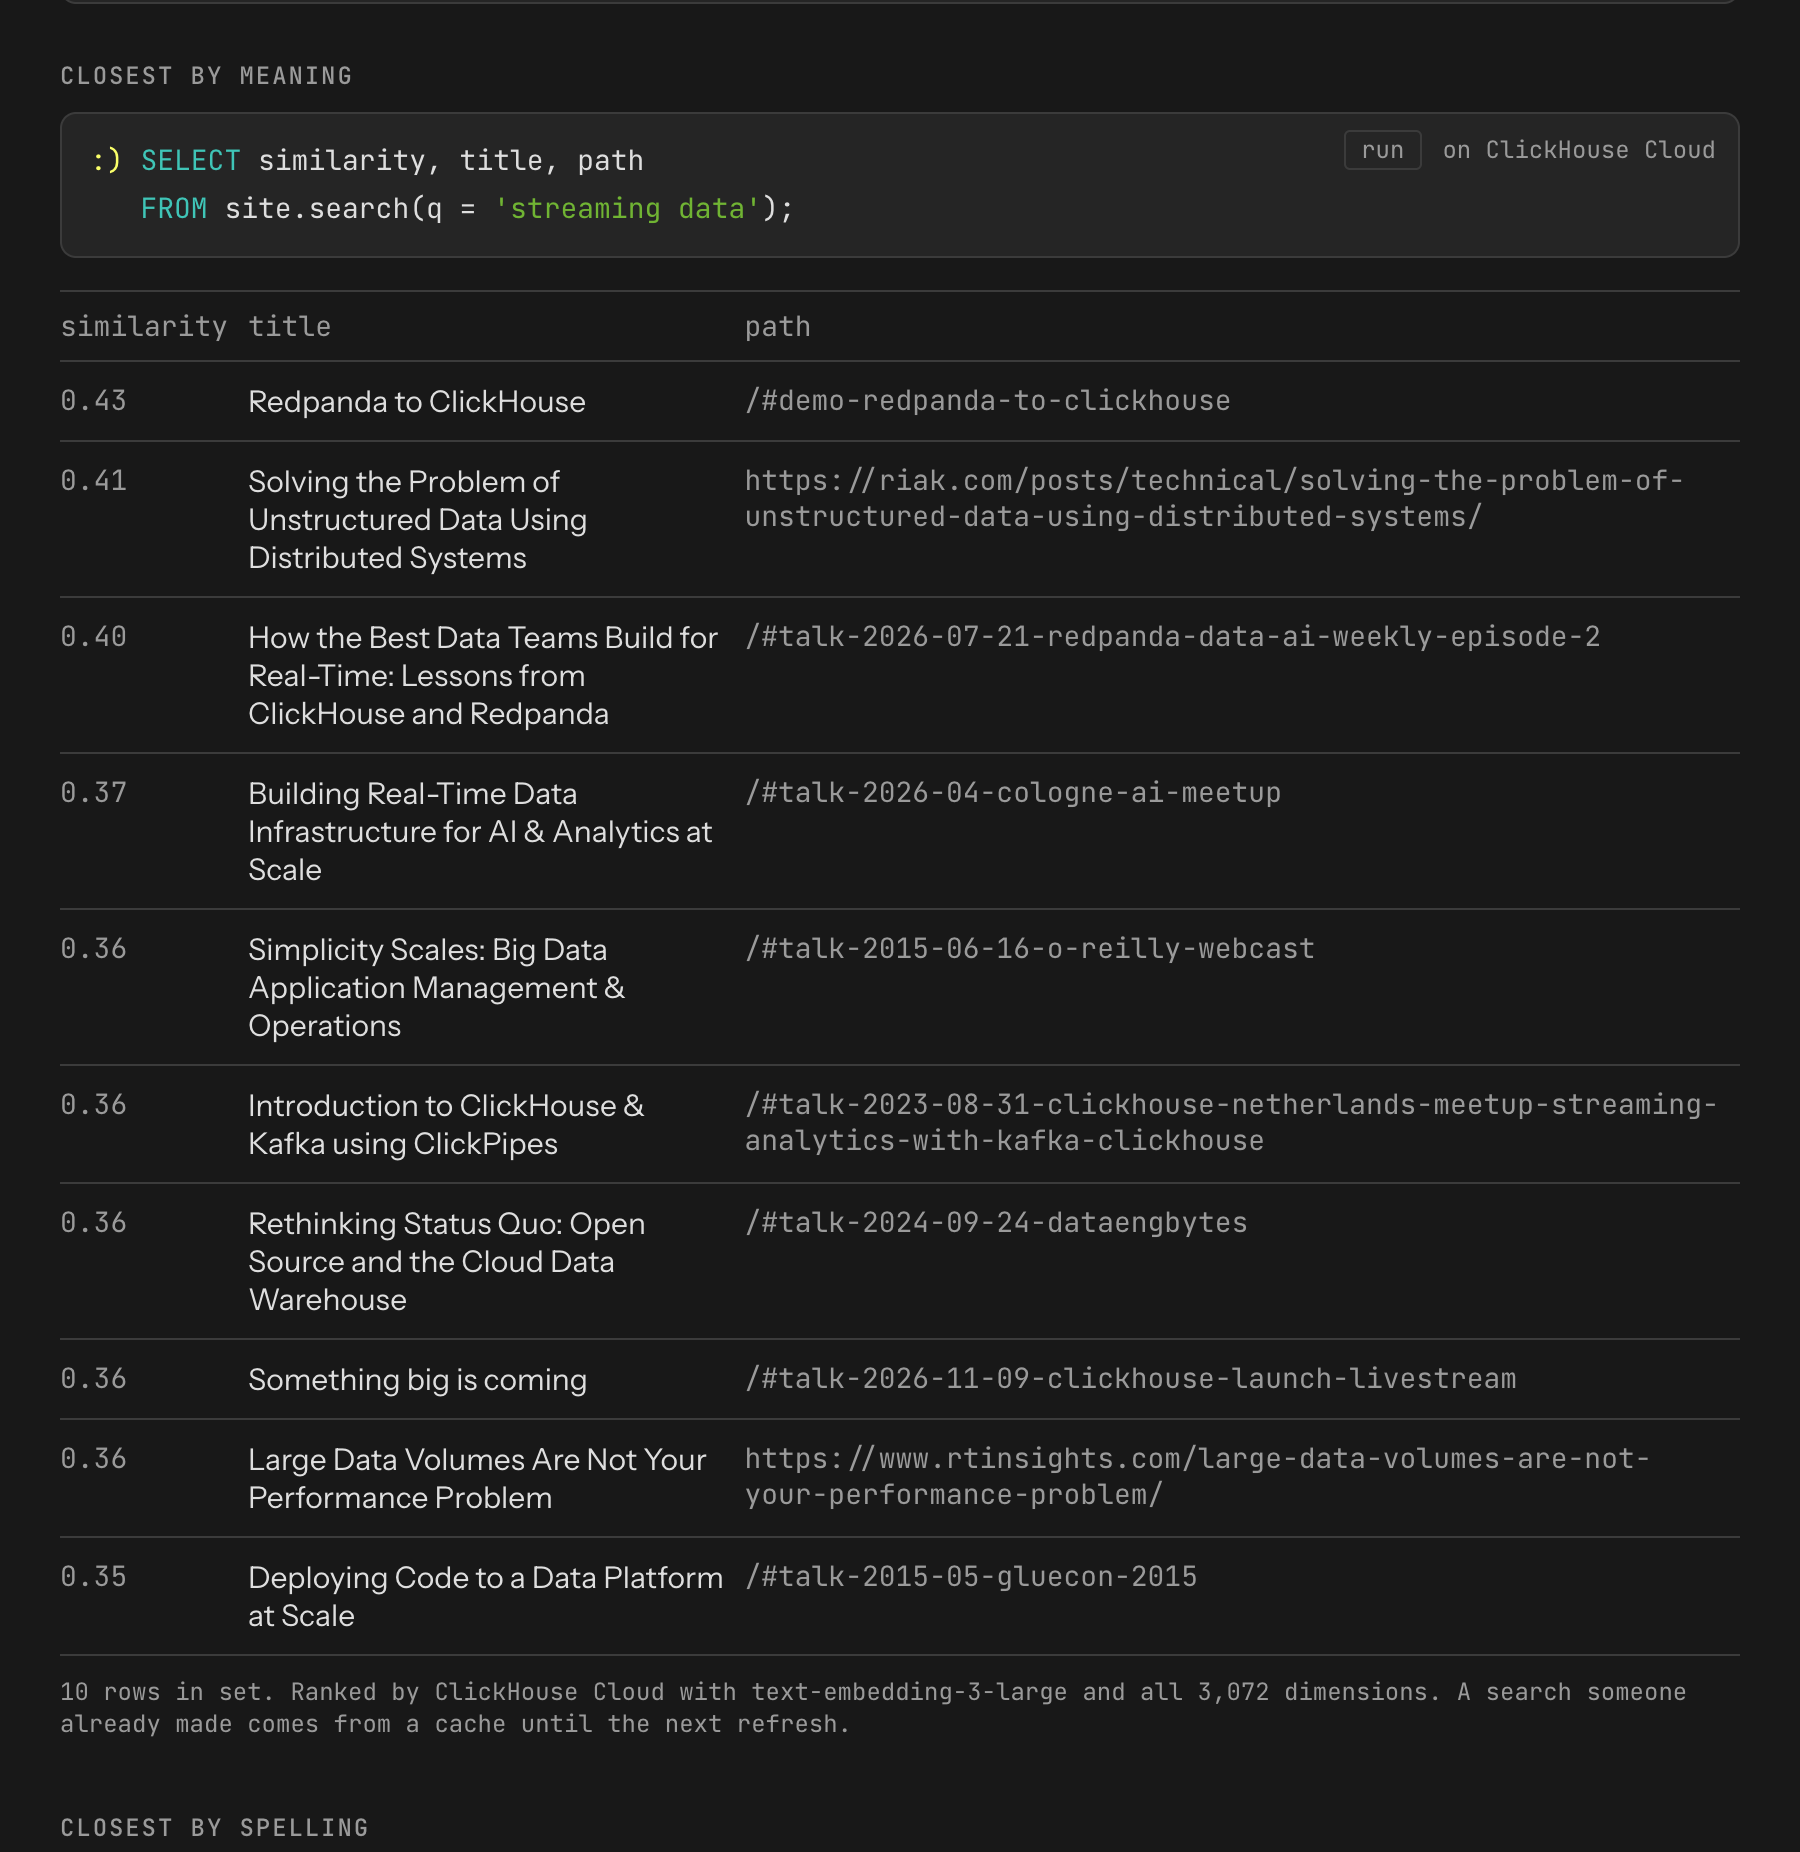 CLOSEST BY MEANING
:) SELECT similarity, title, path
run on ClickHouse Cloud
FROM site.search(q = 'streaming data');
similarity title path
0.43 Redpanda to ClickHouse /#demo-redpanda-to-clickhouse
0.41 Solving the Problem of https://riak.com/posts/technical/solving-the-problem-of-
Unstructured Data Using unstructured-data-using-distributed-systems/
Distributed Systems
0.40 How the Best Data Teams Build for /#talk-2026-07-21-redpanda-data-ai-weekly-episode-2
Real-Time: Lessons from
ClickHouse and Redpanda
0.37 Building Real-Time Data /#talk-2026-04-cologne-ai-meetup
Infrastructure for AI & Analytics at
Scale
0.36 Simplicity Scales: Big Data /#talk-2015-06-16-o-reilly-webcast
Application Management &
Operations
0.36 Introduction to ClickHouse & /#talk-2023-08-31-clickhouse-netherlands-meetup-streaming-
Kafka using ClickPipes analytics-with-kafka-clickhouse
0.36 Rethinking Status Quo: Open /#talk-2024-09-24-dataengbytes
Source and the Cloud Data
Warehouse
0.36 Something big is coming /#talk-2026-11-09-clickhouse-launch-livestream
0.36 Large Data Volumes Are Not Your https://www.rtinsights.com/large-data-volumes-are-not-
Performance Problem your-performance-problem/
0.35 Deploying Code to a Data Platform /#talk-2015-05-gluecon-2015
at Scale
10 rows in set. Ranked by ClickHouse Cloud with text-embedding-3-large and all 3,072 dimensions. A search someone
already made comes from a cache until the next refresh.
CLOSEST BY SPELLING